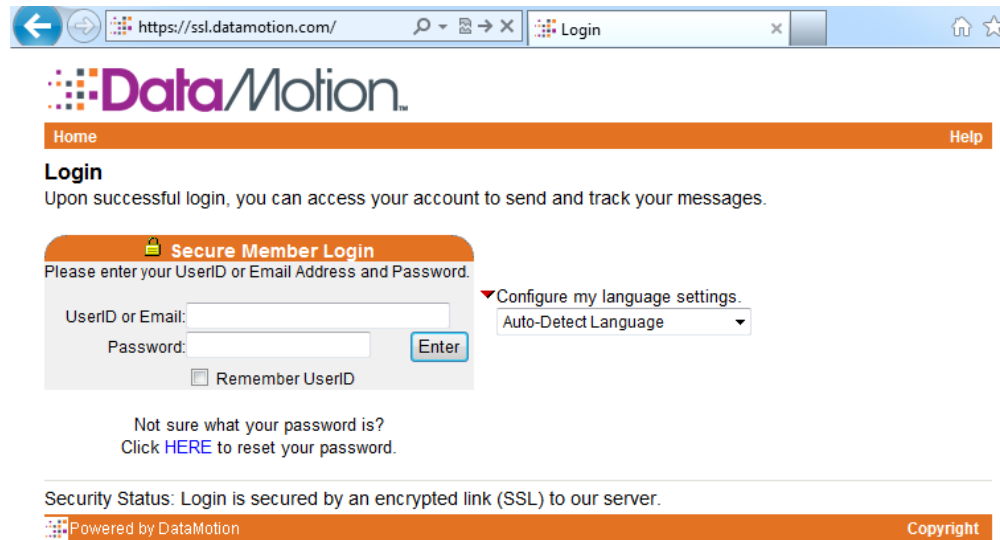 https://ssl.datamotion.com/
Login
DataMotion™
Home Help
Login
Upon successful login, you can access your account to send and track your messages.
Secure Member Login
Please enter your UserID or Email Address and Password.
Configure my language settings.
UserID or Email:
Auto-Detect Language
Password:
Enter
Remember UserID
Not sure what your password is?
Click HERE to reset your password.
Security Status: Login is secured by an encrypted link (SSL) to our server.
Powered by DataMotion Copyright